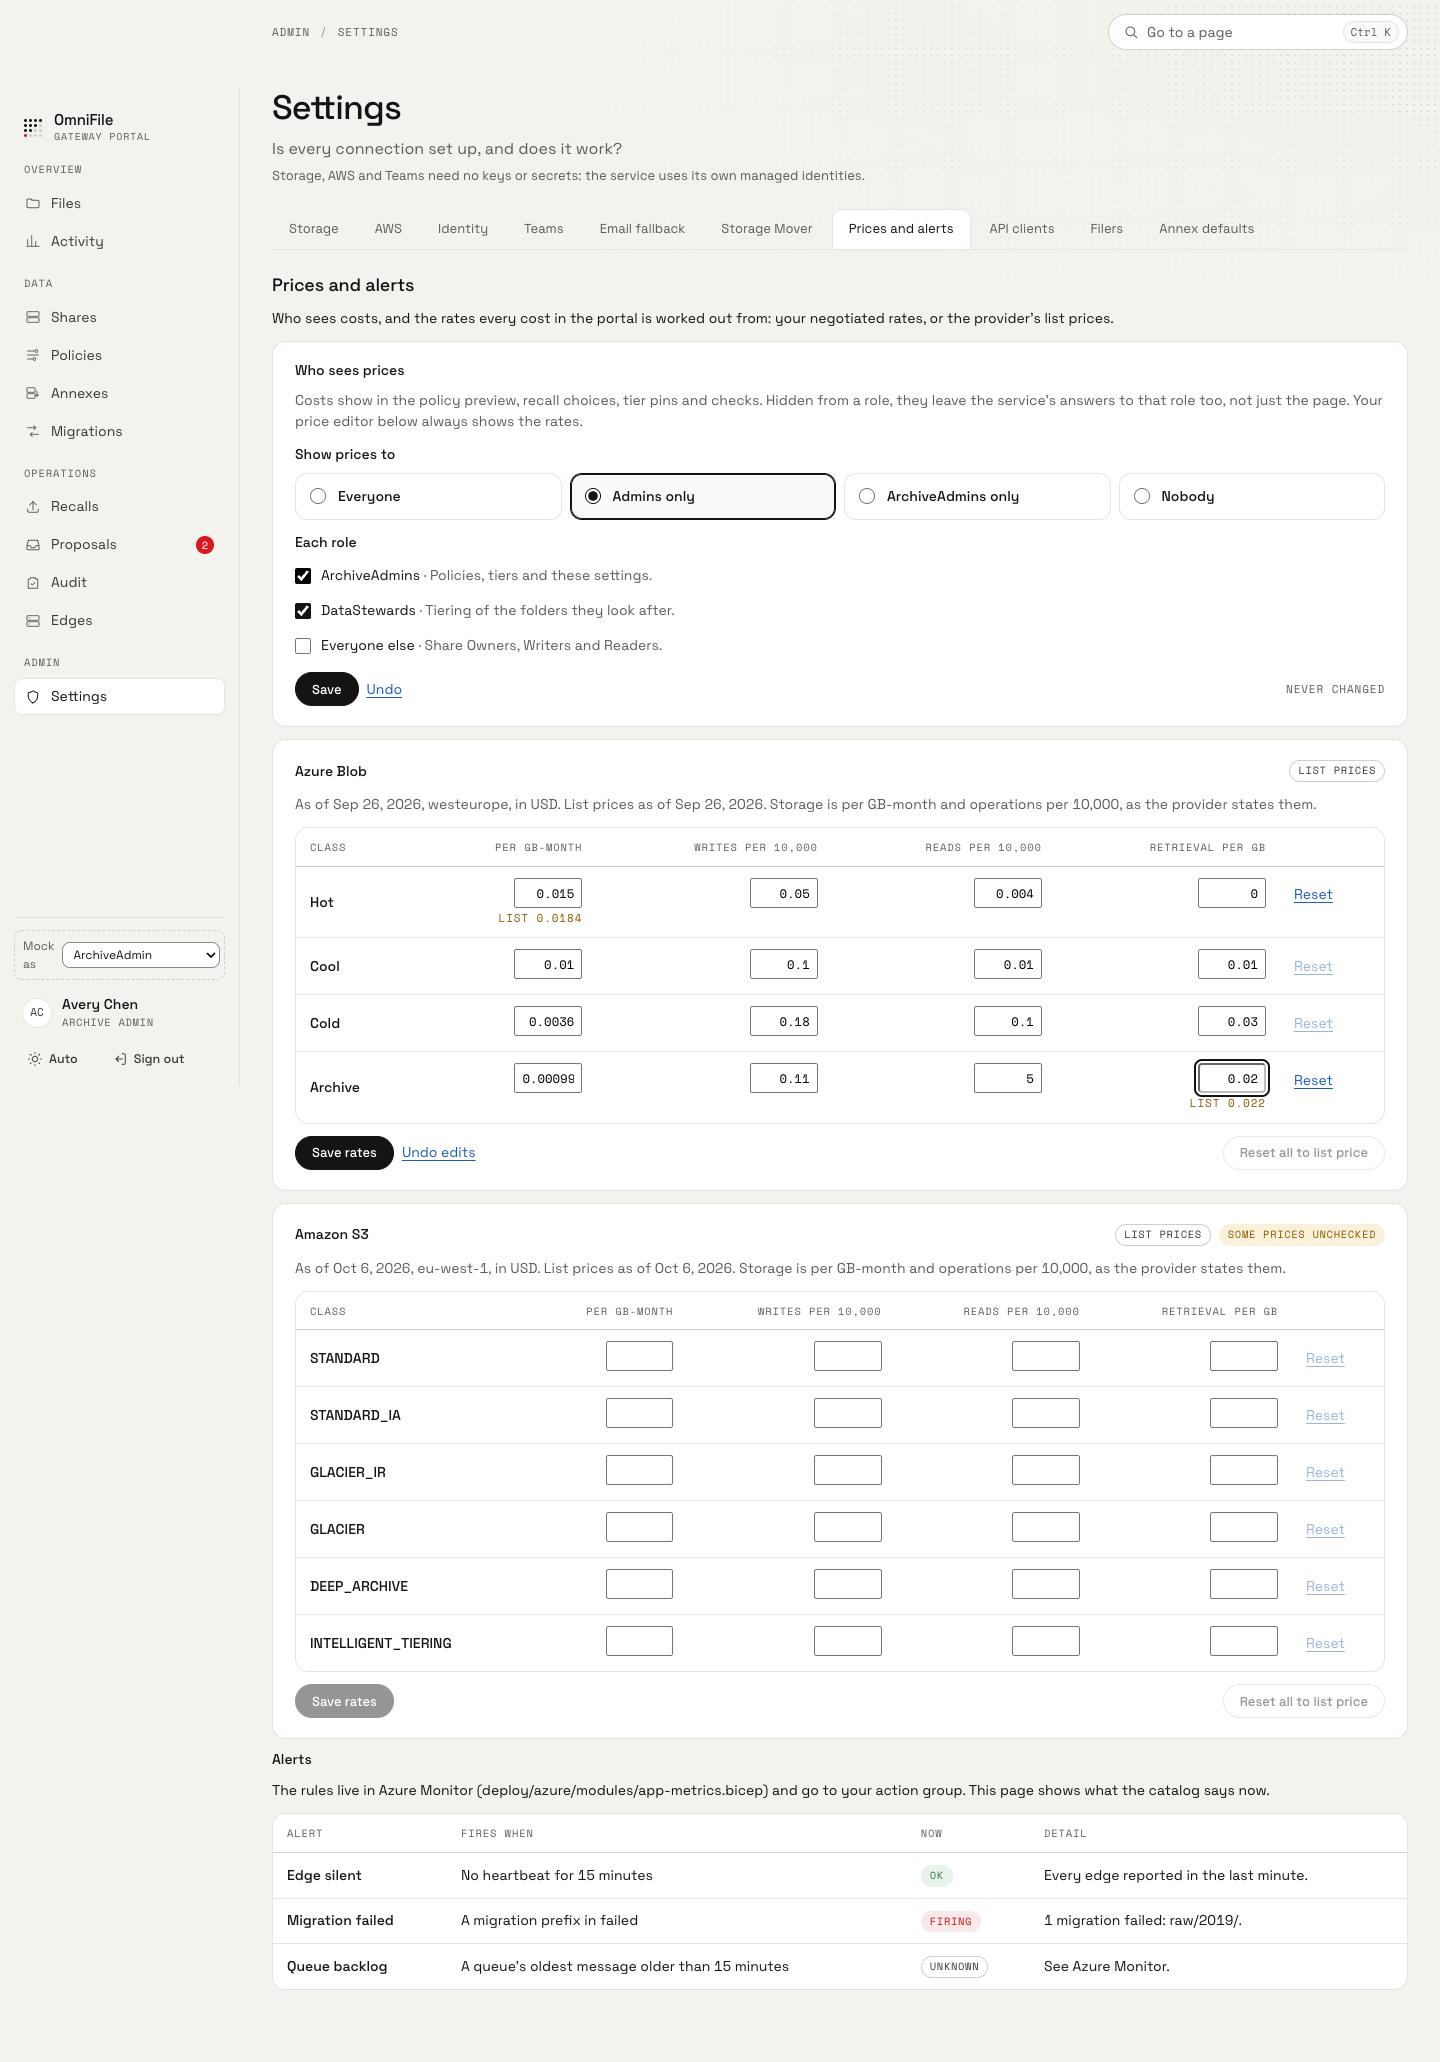 ADMIN / SETTINGS
Go to a page
Ctrl K
OmniFile
GATEWAY PORTAL
OVERVIEW
Files
Activity
DATA
Shares
Policies
Annexes
Migrations
OPERATIONS
Recalls
Proposals 2
Audit
Edges
ADMIN
Settings
Mock as
ArchiveAdmin
AC
Avery Chen
ARCHIVE ADMIN
Auto
Sign out
Settings
Is every connection set up, and does it work?
Storage, AWS and Teams need no keys or secrets: the service uses its own managed identities.
Storage AWS Identity Teams Email fallback Storage Mover Prices and alerts API clients Filers Annex defaults
Prices and alerts
Who sees costs, and the rates every cost in the portal is worked out from: your negotiated rates, or the provider's list prices.
Who sees prices
Costs show in the policy preview, recall choices, tier pins and checks. Hidden from a role, they leave the service's answers to that role too, not just the page. Your
price editor below always shows the rates.
Show prices to
Everyone Admins only ArchiveAdmins only Nobody
Each role
ArchiveAdmins · Policies, tiers and these settings.
DataStewards · Tiering of the folders they look after.
Everyone else · Share Owners, Writers and Readers.
Save Undo NEVER CHANGED
Azure Blob LIST PRICES
As of Sep 26, 2026, westeurope, in USD. List prices as of Sep 26, 2026. Storage is per GB-month and operations per 10,000, as the provider states them.
CLASS PER GB-MONTH WRITES PER 10,000 READS PER 10,000 RETRIEVAL PER GB
Hot 0.015 0.05 0.004 0 Reset
LIST 0.0184
Cool 0.01 0.1 0.01 0.01 Reset
Cold 0.0036 0.18 0.1 0.03 Reset
Archive 0.00099 0.11 5 0.02 Reset
LIST 0.022
Save rates Undo edits Reset all to list price
Amazon S3 LIST PRICES SOME PRICES UNCHECKED
As of Oct 6, 2026, eu-west-1, in USD. List prices as of Oct 6, 2026. Storage is per GB-month and operations per 10,000, as the provider states them.
CLASS PER GB-MONTH WRITES PER 10,000 READS PER 10,000 RETRIEVAL PER GB
STANDARD Reset
STANDARD_IA Reset
GLACIER_IR Reset
GLACIER Reset
DEEP_ARCHIVE Reset
INTELLIGENT_TIERING Reset
Save rates Reset all to list price
Alerts
The rules live in Azure Monitor (deploy/azure/modules/app-metrics.bicep) and go to your action group. This page shows what the catalog says now.
ALERT FIRES WHEN NOW DETAIL
Edge silent No heartbeat for 15 minutes OK Every edge reported in the last minute.
Migration failed A migration prefix in failed FIRING 1 migration failed: raw/2019/.
Queue backlog A queue's oldest message older than 15 minutes UNKNOWN See Azure Monitor.